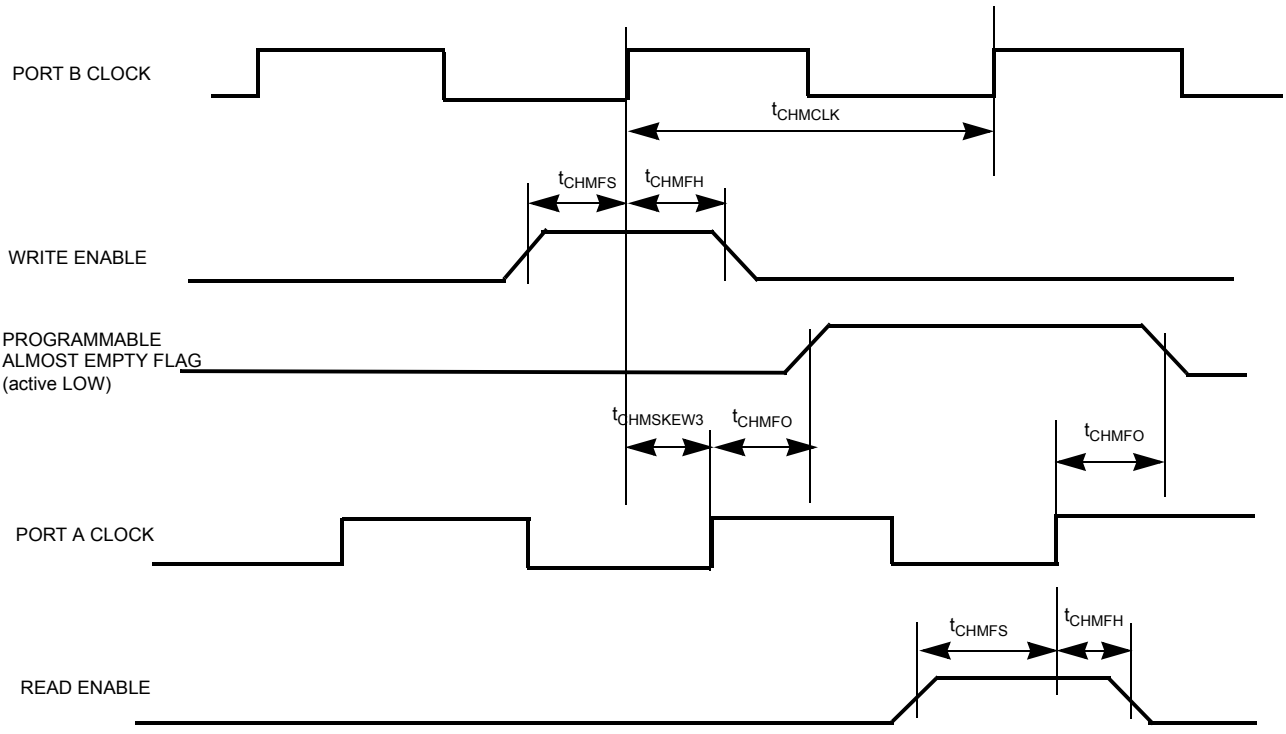 PORT B CLOCK
tCHMCLK
tCHMFS
tCHMFH
WRITE ENABLE
PROGRAMMABLE
ALMOST EMPTY FLAG
(active LOW)
tCHMSKEW3
tCHMFO
tCHMFO
PORT A CLOCK
tCHMFS
tCHMFH
READ ENABLE